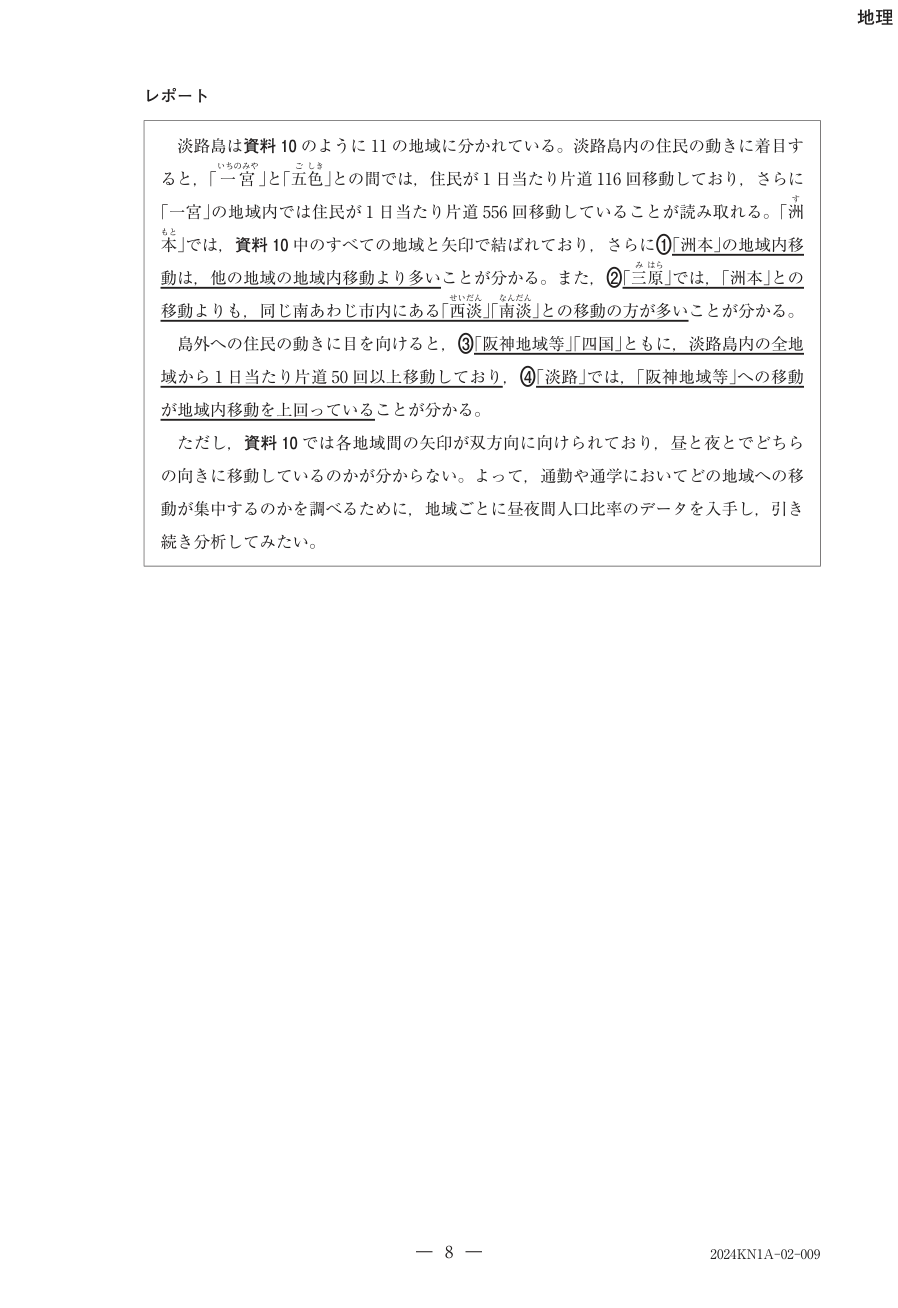 地理
レポート
淡路島は資料10のように11の地域に分かれている。淡路島内の住民の動きに着目す
ると,「一宮」と「五色」との間では,住民が1日当たり片道116回移動しており,さらに
いちのみや
ごしき
「一宮」の地域内では住民が1日当たり片道556回移動していることが読み取れる。「洲
す
本」では,資料10中のすべての地域と矢印で結ばれており,さらに①「洲本」の地域内移
もと
動は,他の地域の地域内移動より多いことが分かる。また,②「三原」では,「洲本」との
みはら
移動よりも,同じ南あわじ市内にある「西淡」「南淡」との移動の方が多いことが分かる。
せいだん
なんだん
島外への住民の動きに目を向けると,③「阪神地域等」「四国」ともに,淡路島内の全地
域から1日当たり片道50回以上移動しており,④「淡路」では,「阪神地域等」への移動
が地域内移動を上回っていることが分かる。
ただし,資料10では各地域間の矢印が双方向に向けられており,昼と夜とでどちら
の向きに移動しているのかが分からない。よって,通勤や通学においてどの地域への移
動が集中するのかを調べるために,地域ごとに昼夜間人口比率のデータを入手し,引き
続き分析してみたい。
― 8 ―
2024KN1A-02-009